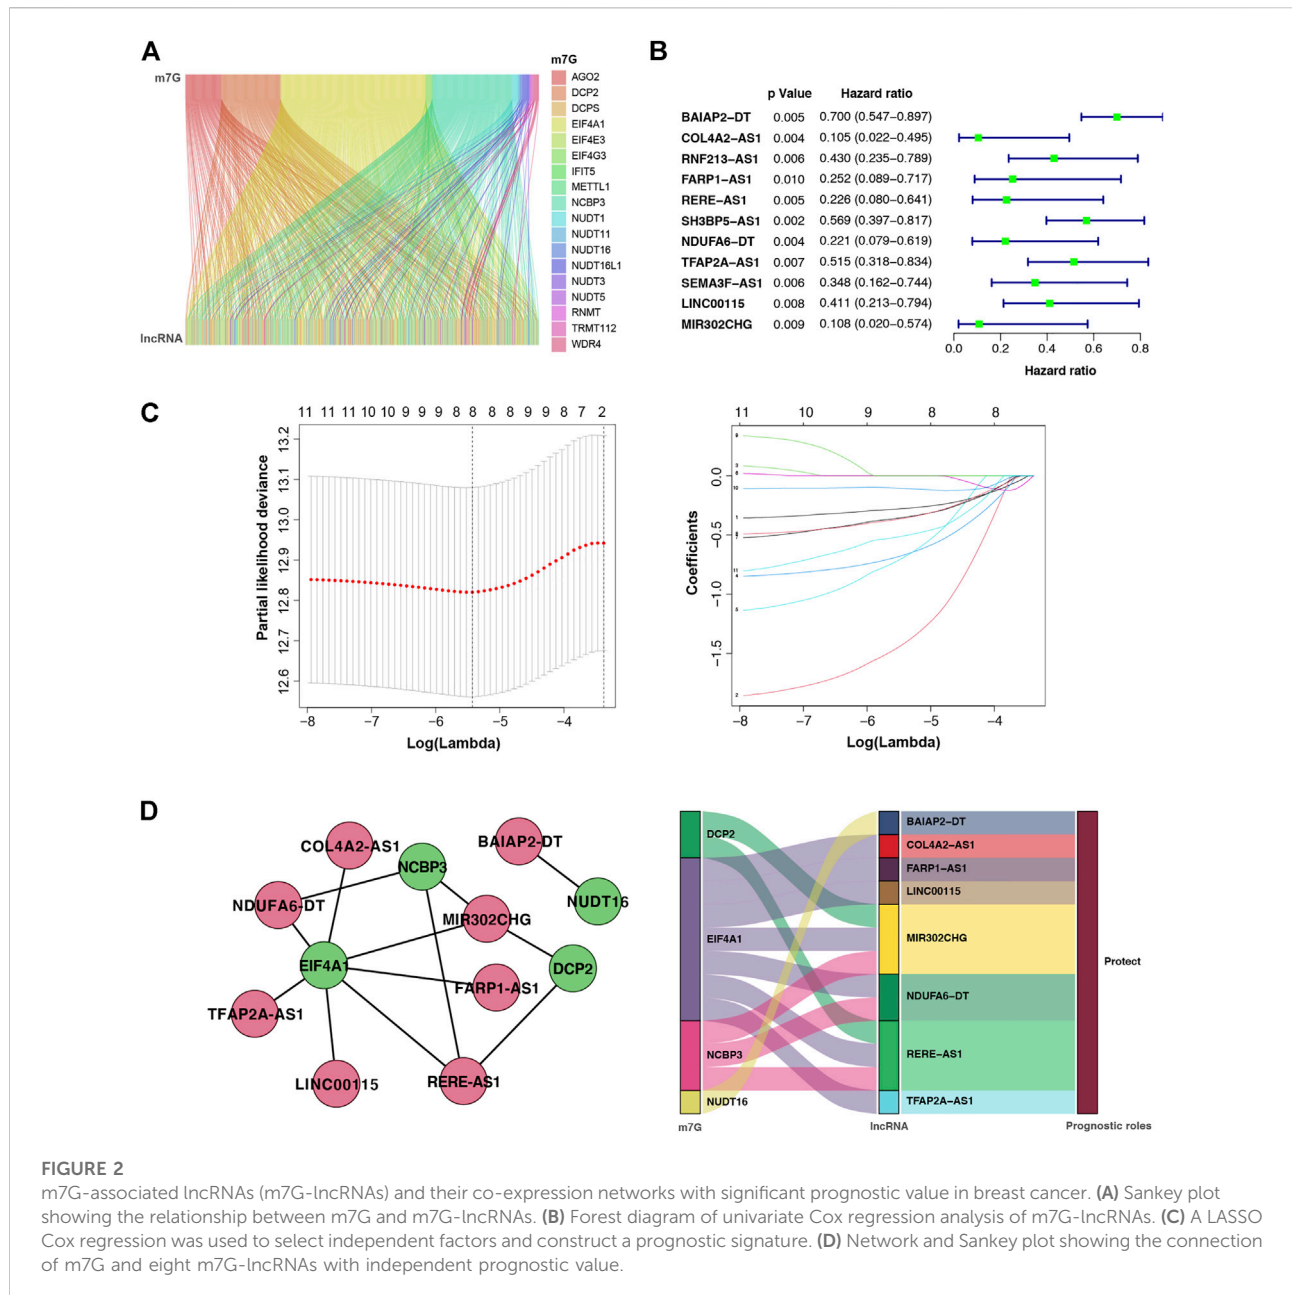 A
m7G
lncRNA
m7G
AGO2
DCP2
DCPS
EIF4A1
EIF4E3
EIF4G3
IFIT5
METTL1
NCBP3
NUDT1
NUDT11
NUDT16
NUDT16L1
NUDT3
NUDT5
RNMT
TRMT112
WDR4
B
p Value Hazard ratio
BAIAP2−DT 0.005 0.700 (0.547−0.897)
COL4A2−AS1 0.004 0.105 (0.022−0.495)
RNF213−AS1 0.006 0.430 (0.235−0.789)
FARP1−AS1 0.010 0.252 (0.089−0.717)
RERE−AS1 0.005 0.226 (0.080−0.641)
SH3BP5−AS1 0.002 0.569 (0.397−0.817)
NDUFA6−DT 0.004 0.221 (0.079−0.619)
TFAP2A−AS1 0.007 0.515 (0.318−0.834)
SEMA3F−AS1 0.006 0.348 (0.162−0.744)
LINC00115 0.008 0.411 (0.213−0.794)
MIR302CHG 0.009 0.108 (0.020−0.574)
0.0 0.2 0.4 0.6 0.8
Hazard ratio
C
11 11 11 10 10 9 9 9 8 8 8 8 9 9 8 7 2
Partial likelihood deviance
13.2
13.1
13.0
12.9
12.8
12.7
12.6
−8 −7 −6 −5 −4
Log(Lambda)
11 10 9 8 8
Coefficients
0.0
−0.5
−1.0
−1.5
9
3
6
10
1
8
7
11
4
5
2
−8 −7 −6 −5 −4
Log(Lambda)
D
COL4A2-AS1
NCBP3
BAIAP2-DT
NDUFA6-DT
MIR302CHG
NUDT16
EIF4A1
FARP1-AS1
DCP2
TFAP2A-AS1
LINC00115
RERE-AS1
DCP2
EIF4A1
NCBP3
NUDT16
m7G
BAIAP2−DT
COL4A2−AS1
FARP1−AS1
LINC00115
MIR302CHG
NDUFA6−DT
RERE−AS1
TFAP2A−AS1
lncRNA
Protect
Prognostic roles
FIGURE 2
m7G-associated lncRNAs (m7G-lncRNAs) and their co-expression networks with significant prognostic value in breast cancer. (A) Sankey plot
showing the relationship between m7G and m7G-lncRNAs. (B) Forest diagram of univariate Cox regression analysis of m7G-lncRNAs. (C) A LASSO
Cox regression was used to select independent factors and construct a prognostic signature. (D) Network and Sankey plot showing the connection
of m7G and eight m7G-lncRNAs with independent prognostic value.